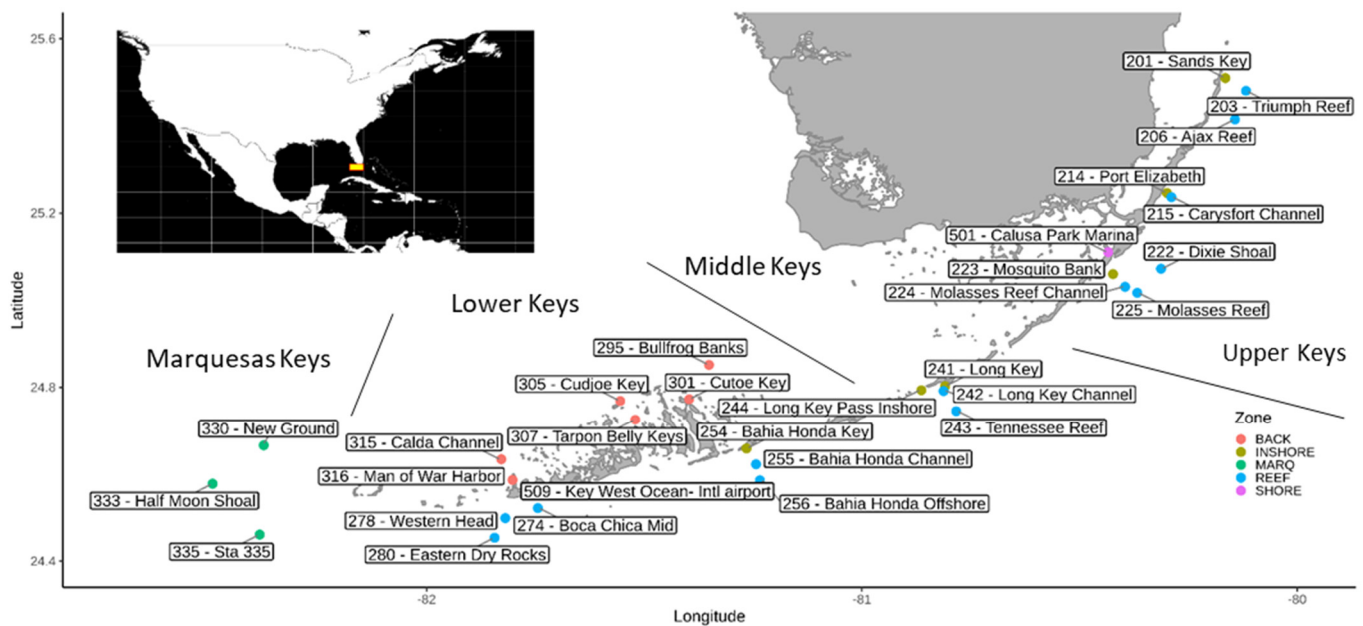 25.6
201 - Sands Key
203 - Triumph Reef
206 - Ajax Reef
214 - Port Elizabeth
25.2
215 - Carysfort Channel
501 - Calusa Park Marina
222 - Dixie Shoal
Middle Keys
223 - Mosquito Bank
224 - Molasses Reef Channel
Latitude
Lower Keys
225 - Molasses Reef
295 - Bullfrog Banks
Marquesas Keys
Upper Keys
241 - Long Key
24.8
305 - Cudjoe Key
301 - Cutoe Key
242 - Long Key Channel
244 - Long Key Pass Inshore
Zone
330 - New Ground
307 - Tarpon Belly Keys
254 - Bahia Honda Key
243 - Tennessee Reef
315 - Calda Channel
BACK
INSHORE
255 - Bahia Honda Channel
MARQ
316 - Man of War Harbor
REEF
509 - Key West Ocean- Intl airport
SHORE
333 - Half Moon Shoal
256 - Bahia Honda Offshore
278 - Western Head
274 - Boca Chica Mid
335 - Sta 335
280 - Eastern Dry Rocks
24.4
-82
-81
-80
Longitude